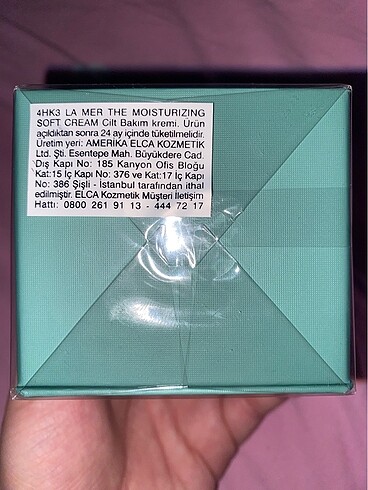 4HK3 LA MER THE MOISTURIZING
SOFT CREAM Cilt Bakım kremi. Ürün
açıldıktan sonra 24 ay içinde tüketilmelidir.
Üretim yeri: AMERIKA ELCA KOZMETİK
Ltd. Şti. Esentepe Mah. Büyükdere Cad.
Dış Kapı No: 185 Kanyon Ofis Bloğu
Kat:15 İç Kapı No: 376 ve Kat:17 İç Kapı
No: 386 Şişli - İstanbul tarafından ithal
edilmiştir. ELCA Kozmetik Müşteri İletişim
Hattı: 0800 261 91 13 - 444 72 17